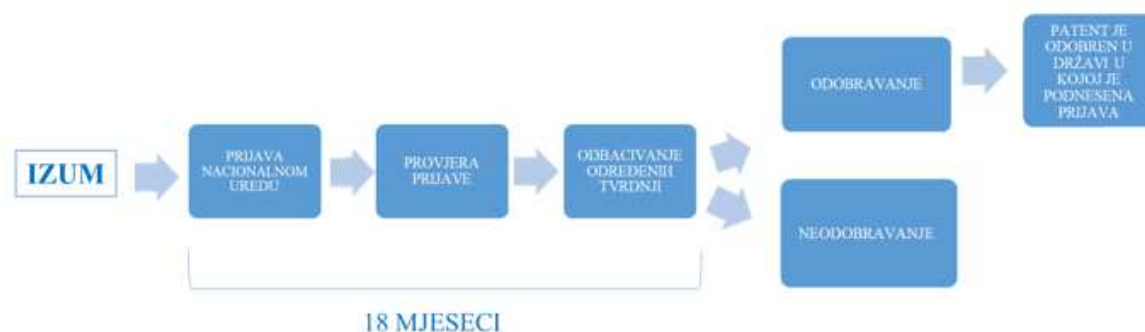 IZUM
PRIJAVA
NACIONALNOM
UREDU
PROVJERA
PRIJAVE
ODBACIVANJE
ODREĐENIH
TVRDNJI
ODOBRAVANJE
PATENT JE
ODOBREN U
DRŽAVI U
KOJOJ JE
PODNESENA
PRIJAVA
NEODOBRAVANJE
18 MJESECI